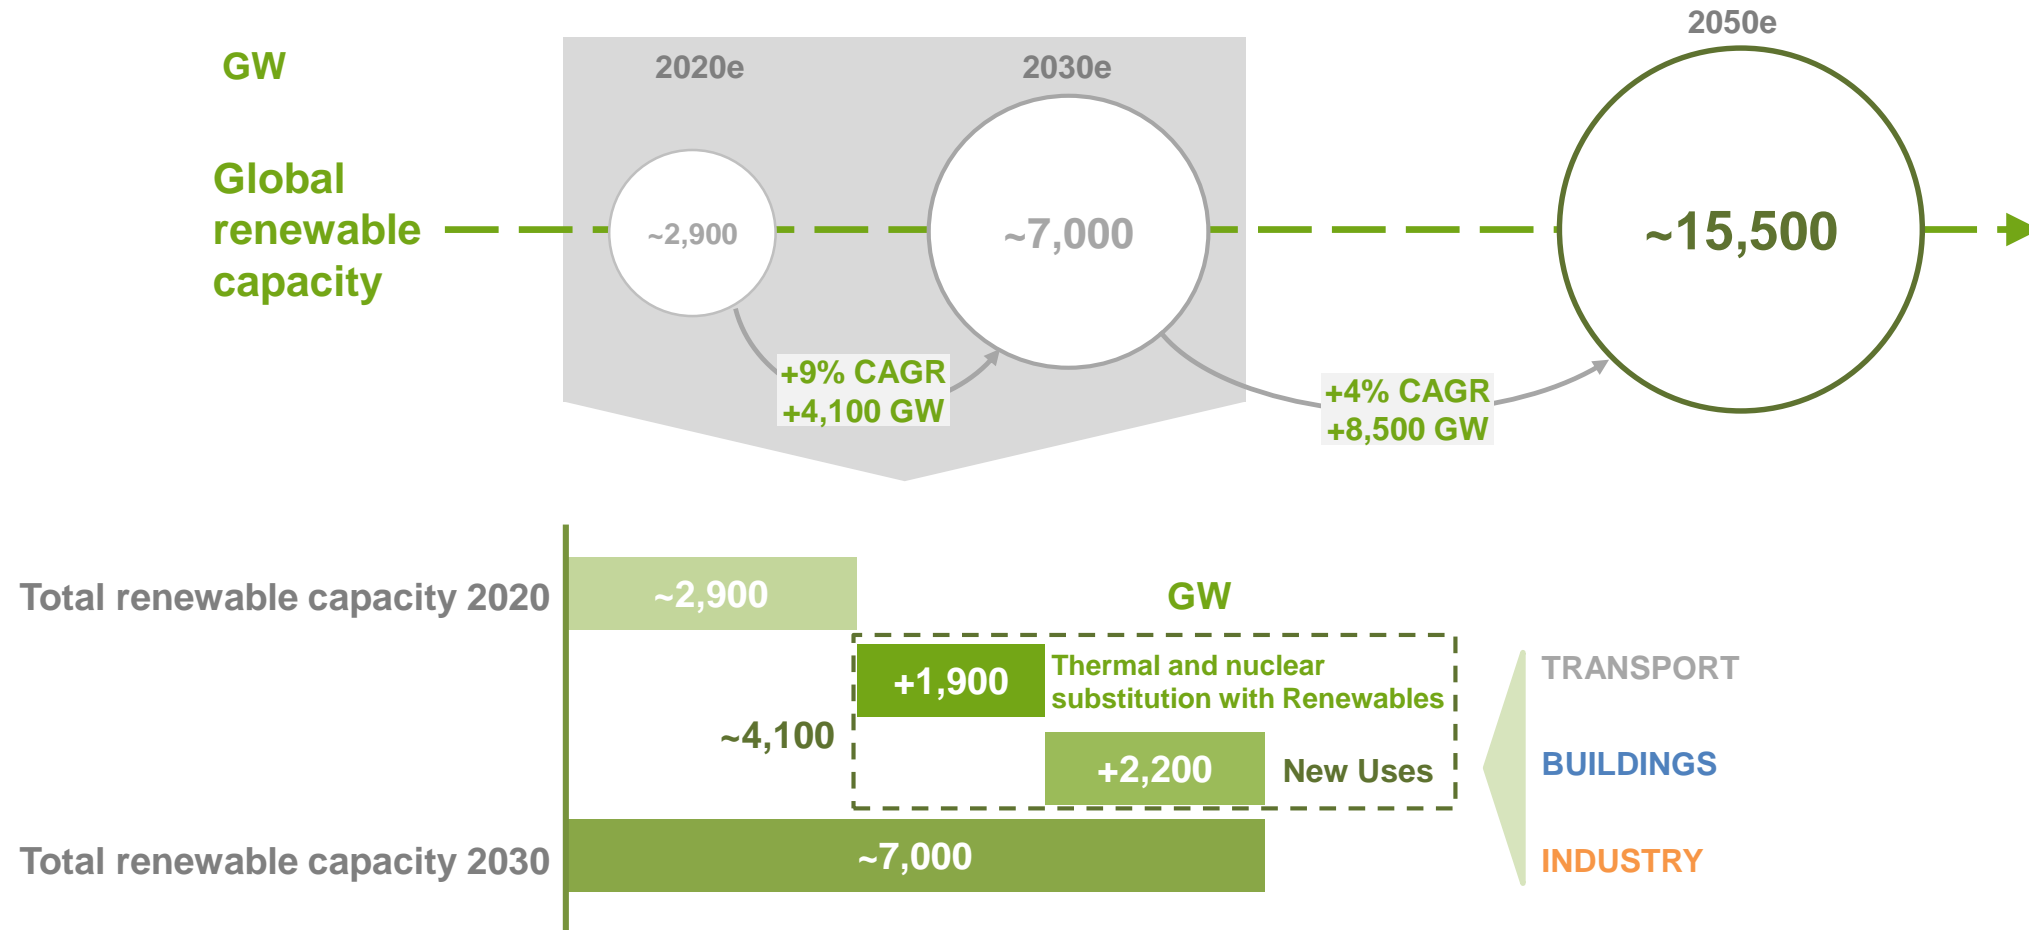 GW
2020e
2030e
2050e
Global
renewable
capacity
~2,900
~7,000
~15,500
+9% CAGR
+4,100 GW
+4% CAGR
+8,500 GW
Total renewable capacity 2020
~2,900
GW
+1,900
Thermal and nuclear
substitution with Renewables
~4,100
+2,200
New Uses
Total renewable capacity 2030
~7,000
TRANSPORT
BUILDINGS
INDUSTRY